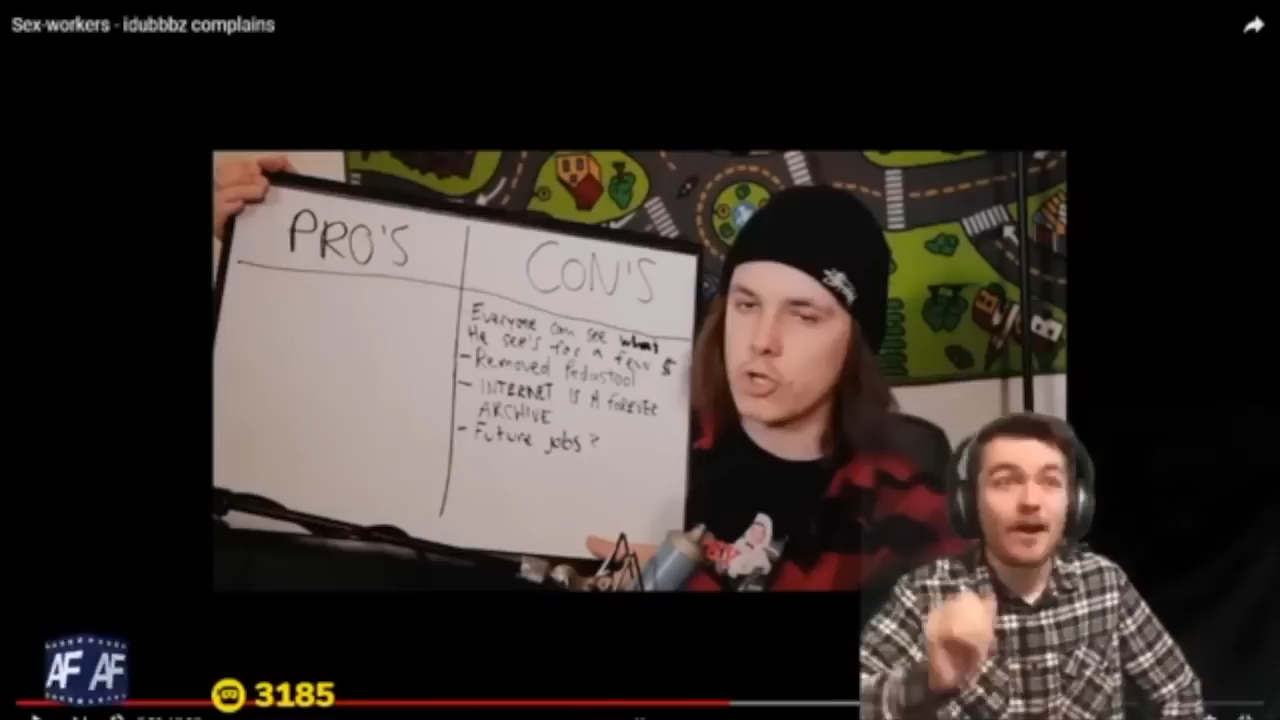 Sex-workers - idubbbz complains
PRO'S
CON'S
Everyone can see what
He see's for a few $
- Removed Pedastool
- INTERNET IS A FOREVER
ARCHIVE
- Future jobs?
AF AF
3185